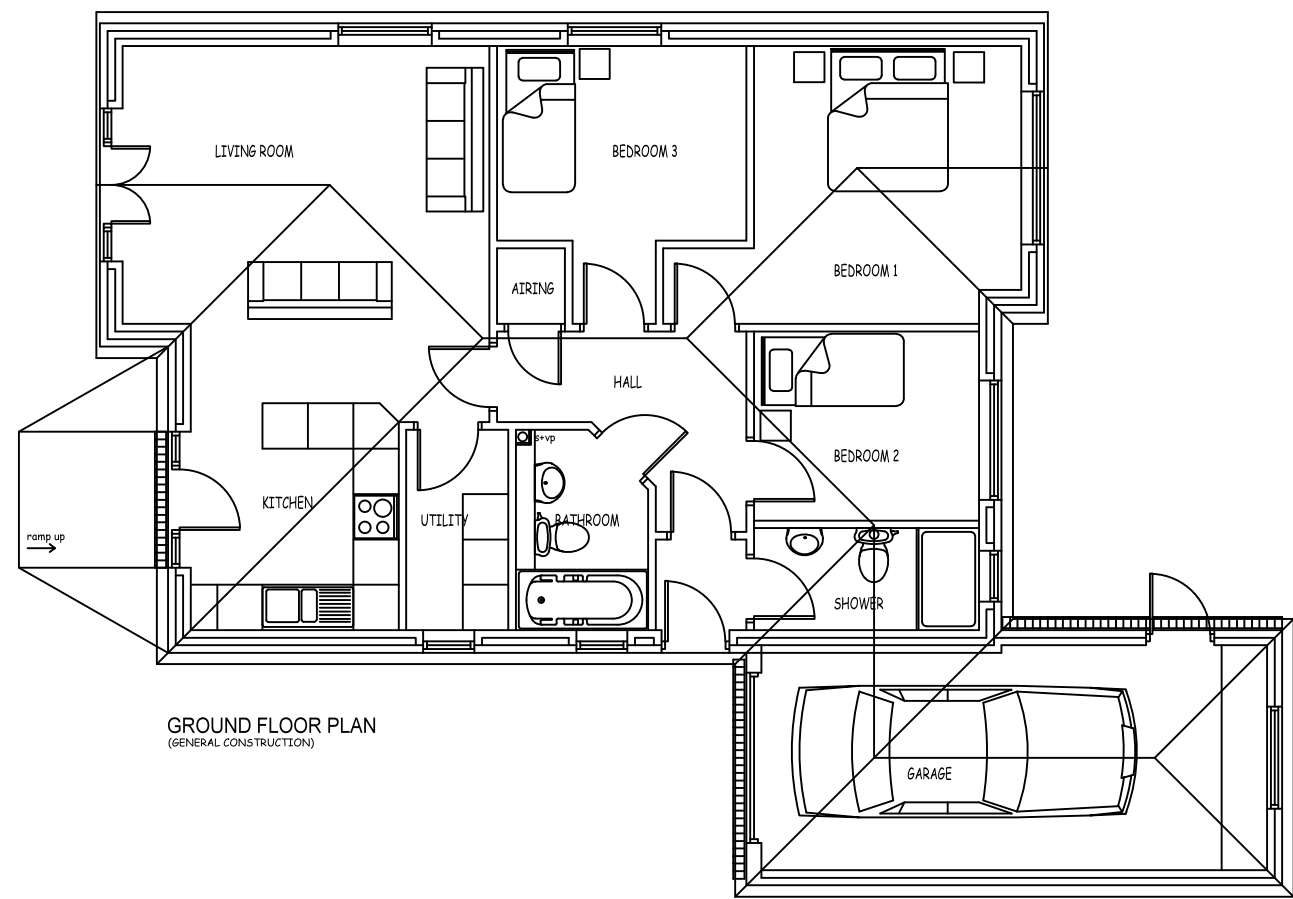 LIVING ROOM
BEDROOM 3
BEDROOM 1
AIRING
HALL
s+vp
BEDROOM 2
KITCHEN
UTILITY
BATHROOM
ramp up
SHOWER
GROUND FLOOR PLAN
(GENERAL CONSTRUCTION)
GARAGE